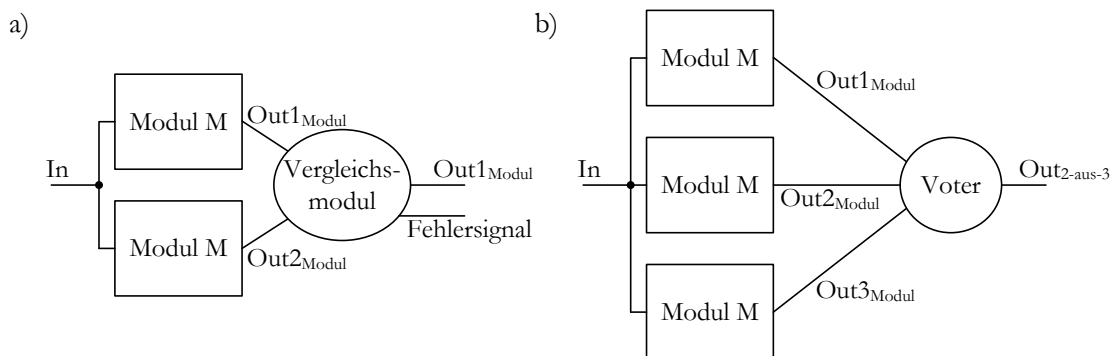 a)
Modul M
Out1Modul
In
Vergleichs-
modul
Out1Modul
Fehlersignal
Modul M
Out2Modul
b)
Modul M
Out1Modul
In
Modul M
Out2Modul
Voter
Out2-aus-3
Modul M
Out3Modul